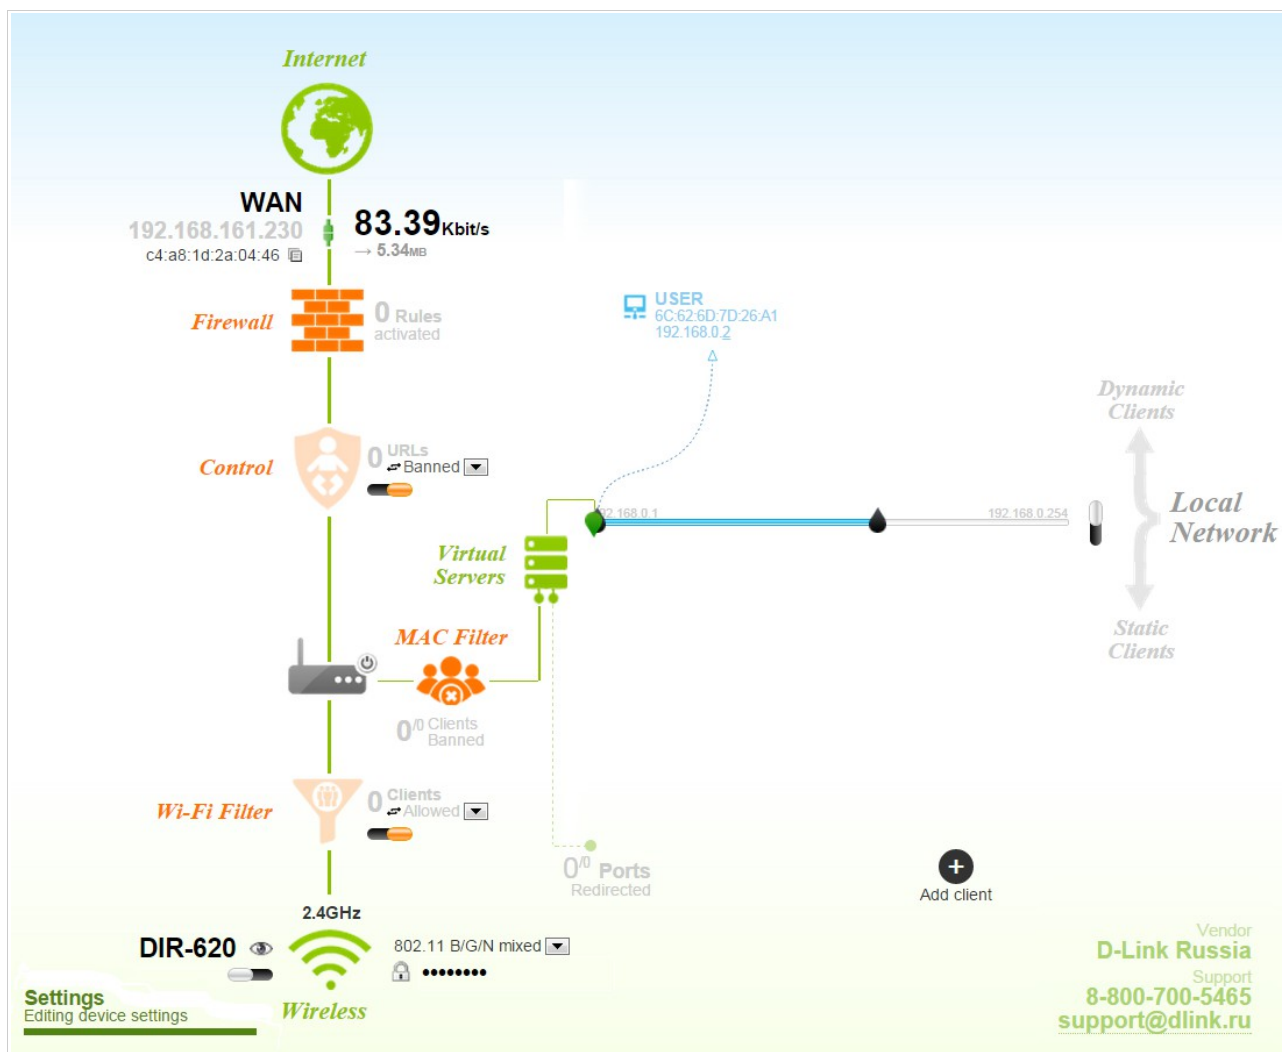 Internet
WAN
192.168.161.230
c4:a8:1d:2a:04:46
83.39Kbit/s
→ 5.34MB
Firewall
0 Rules
activated
USER
6C:62:6D:7D:26:A1
192.168.0.2
Dynamic
Clients
Control
0 URLs
Banned
92.168.0.1
192.168.0.254
Local
Network
Virtual
Servers
Static
Clients
MAC Filter
0/0 Clients
Banned
Wi-Fi Filter
0 Clients
Allowed
0/0 Ports
Redirected
Add client
2.4GHz
DIR-620
802.11 B/G/N mixed
••••••••
Wireless
Settings
Editing device settings
Vendor
D-Link Russia
Support
8-800-700-5465
support@dlink.ru